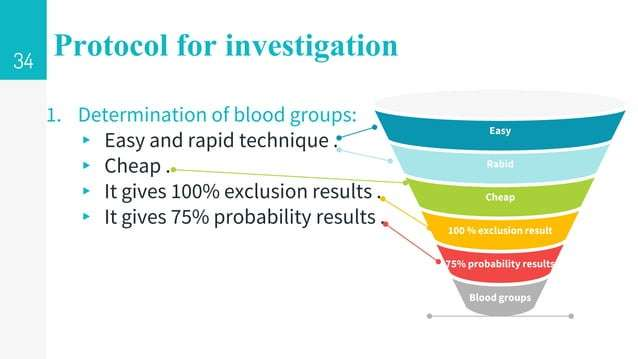 34
Protocol for investigation
1. Determination of blood groups:
▸ Easy and rapid technique .
▸ Cheap .
▸ It gives 100% exclusion results .
▸ It gives 75% probability results .
Easy
Rabid
Cheap
100 % exclusion result
75% probability results
Blood groups